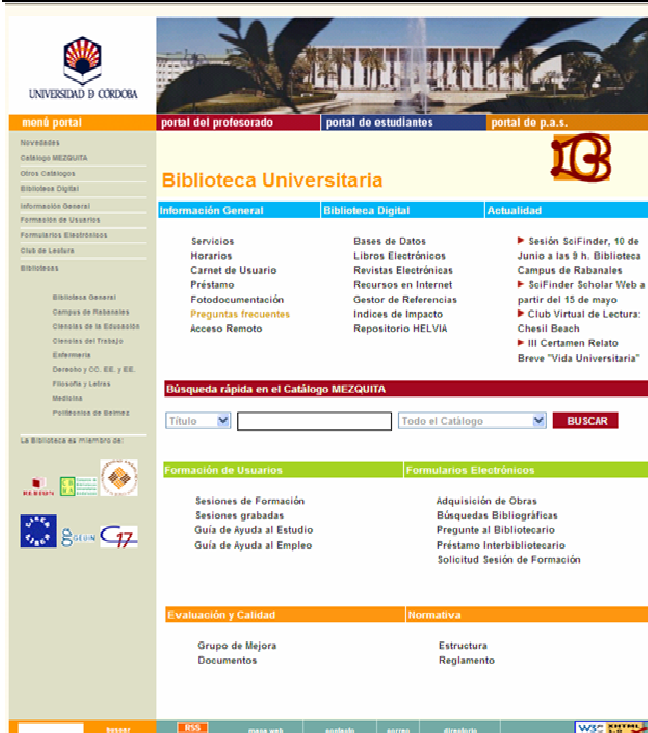 UNIVERSIDAD D CORDOBA
menú portal
portal del profesorado
portal de estudiantes
portal de p.a.s.
Novedades
Catálogo MEZQUITA
Otros Catálogos
Biblioteca Digital
Información General
Formación de Usuarios
Formularios Electrónicos
Club de Lectura
Bibliotecas
Biblioteca General
Campus de Rabanales
Ciencias de la Educación
Ciencias del Trabajo
Enfermería
Derecho y CC. EE. y EE.
Filosofía y Letras
Medicina
Politécnica de Belmez
La Biblioteca es miembro de:
REBIUN
CBUA
GEUIN
C17
Biblioteca Universitaria
Información General
Servicios
Horarios
Carnet de Usuario
Préstamo
Fotodocumentación
Preguntas frecuentes
Acceso Remoto
Biblioteca Digital
Bases de Datos
Libros Electrónicos
Revistas Electrónicas
Recursos en Internet
Gestor de Referencias
Indices de Impacto
Repositorio HELVIA
Actualidad
Sesión SciFinder, 10 de
Junio a las 9 h. Biblioteca
Campus de Rabanales
SciFinder Scholar Web a
partir del 15 de mayo
Club Virtual de Lectura:
Chesil Beach
III Certamen Relato
Breve "Vida Universitaria"
Búsqueda rápida en el Catálogo MEZQUITA
Título
Todo el Catálogo
BUSCAR
Formación de Usuarios
Sesiones de Formación
Sesiones grabadas
Guía de Ayuda al Estudio
Guía de Ayuda al Empleo
Formularios Electrónicos
Adquisición de Obras
Búsquedas Bibliográficas
Pregunte al Bibliotecario
Préstamo Interbibliotecario
Solicitud Sesión de Formación
Evaluación y Calidad
Grupo de Mejora
Documentos
Normativa
Estructura
Reglamento
buscar
RSS
mapa web
contacto
correo
directorio
W3C XHTML 1.0